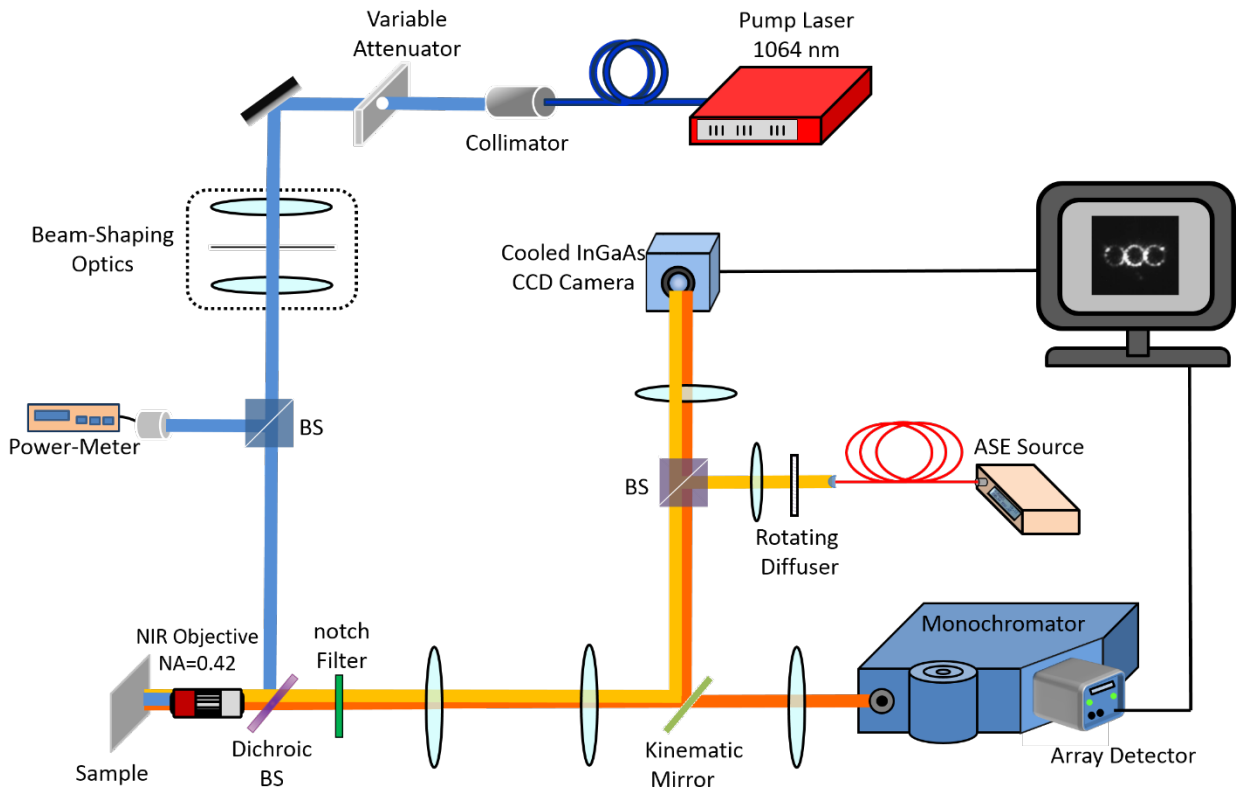 Variable
Attenuator
Pump Laser
1064 nm
Collimator
Beam-Shaping
Optics
Cooled InGaAs
CCD Camera
BS
Power-Meter
BS
ASE Source
Rotating
Diffuser
NIR Objective
NA=0.42
notch
Filter
Monochromator
Dichroic
BS
Kinematic
Mirror
Array Detector
Sample